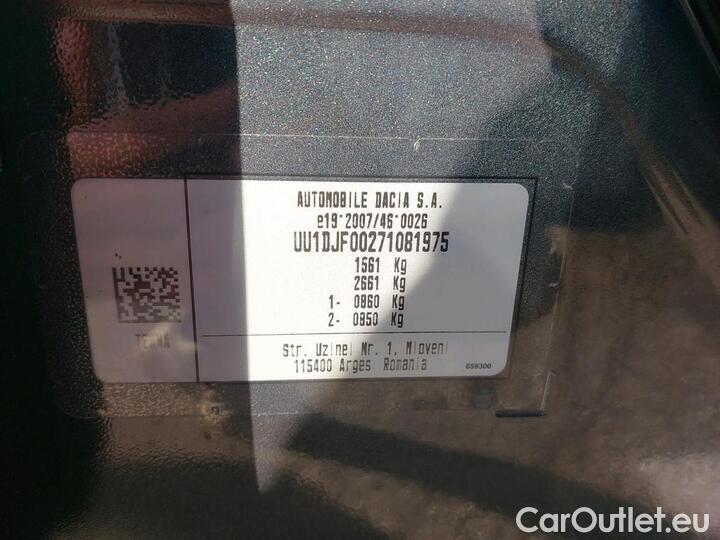 AUTOMOBILE DACIA S.A.
e19*2007/46*0026
UU1DJF00271081975
1561 Kg
2661 Kg
1- 0860 Kg
2- 0850 Kg
Str. Uzinei Nr. 1, Mioveni
115400 Arges Romania
659300
CarOutlet.eu